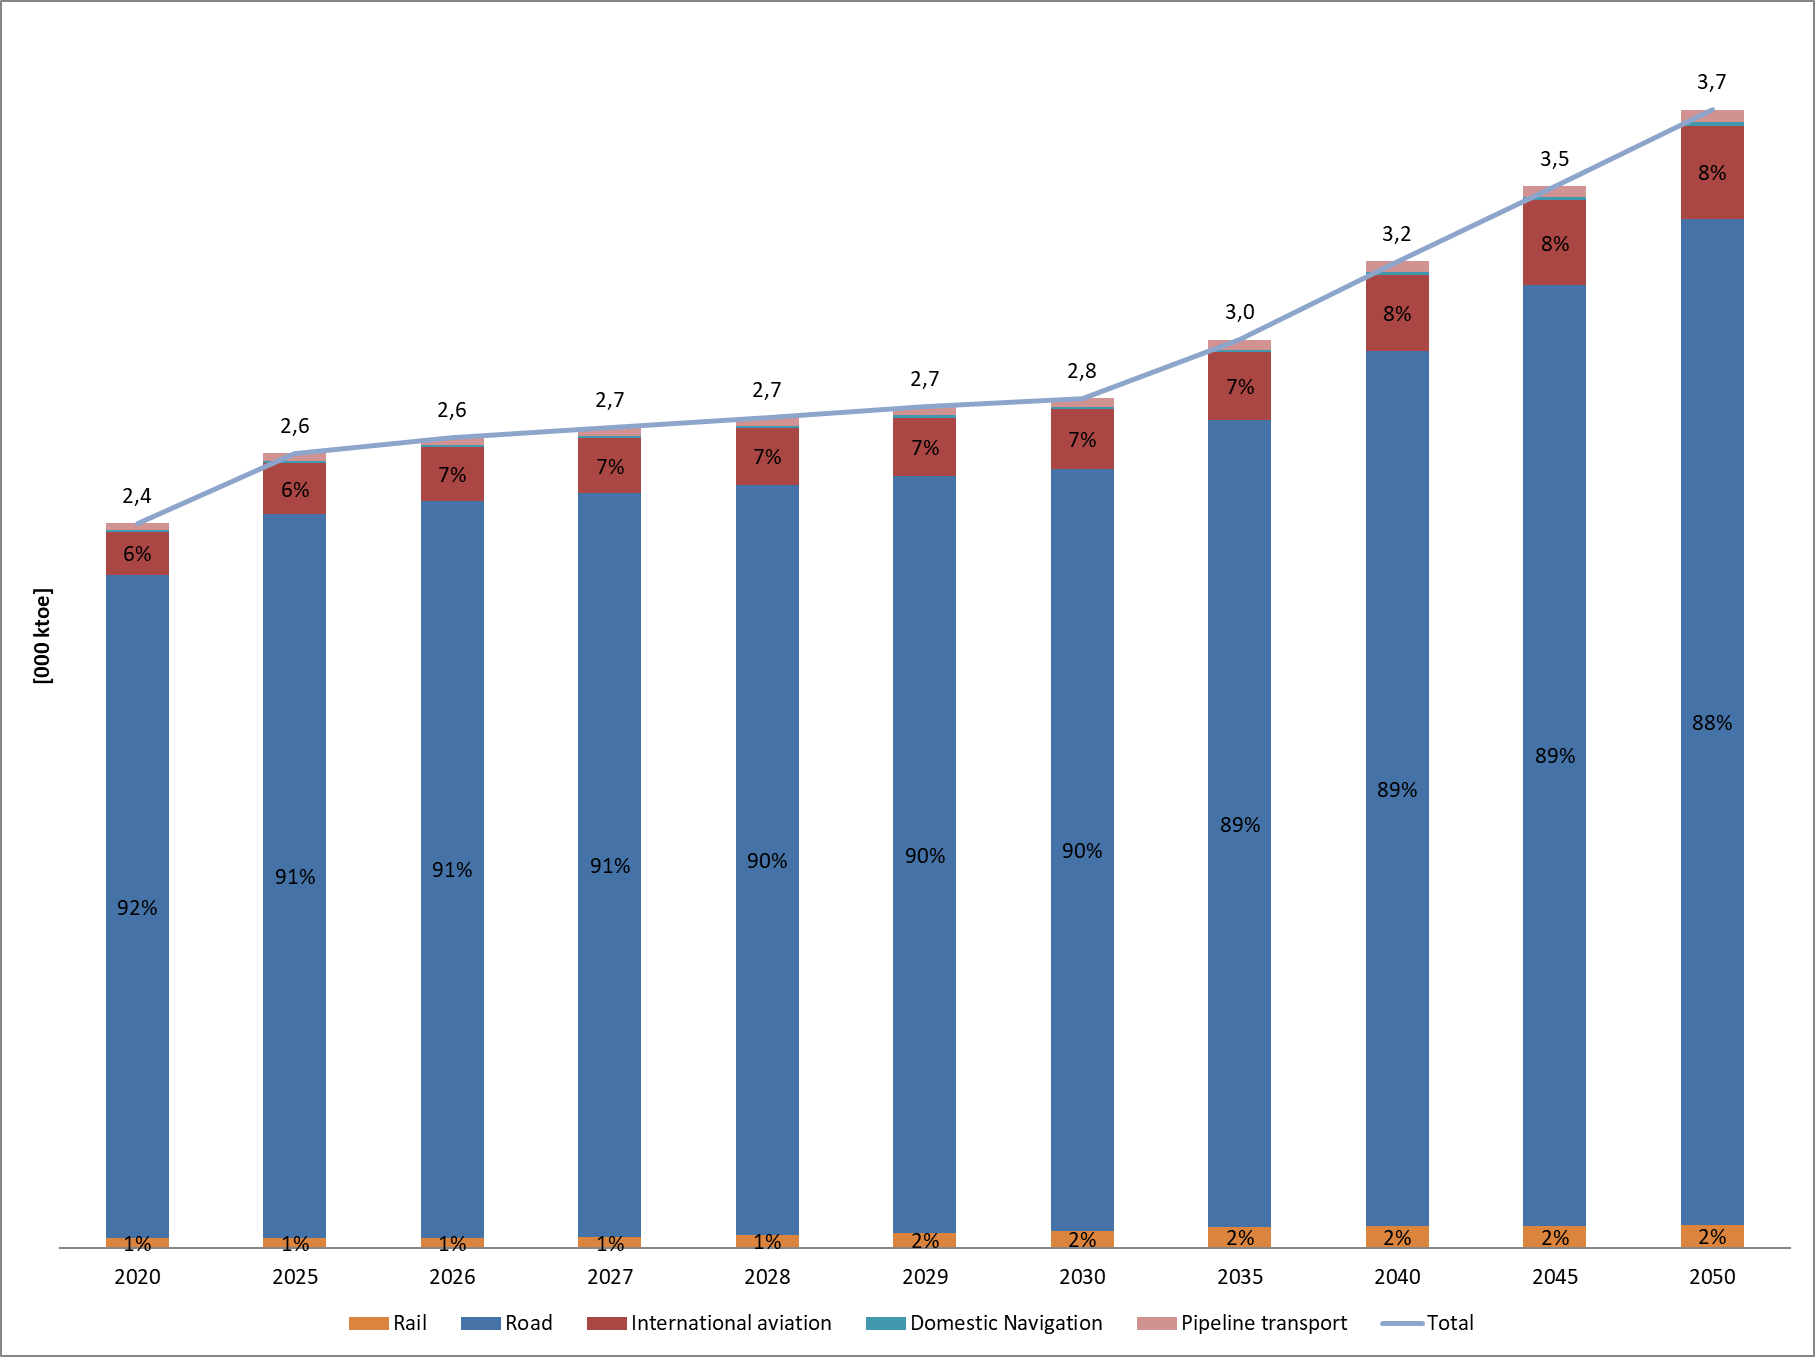 [000 ktoe]
2,4 2,6 2,6 2,7 2,7 2,7 2,8 3,0 3,2 3,5 3,7
6% 6% 7% 7% 7% 7% 7% 7% 8% 8% 8%
92% 91% 91% 91% 90% 90% 90% 89% 89% 89% 88%
1% 1% 1% 1% 1% 2% 2% 2% 2% 2% 2%
2020 2025 2026 2027 2028 2029 2030 2035 2040 2045 2050
Rail Road International aviation Domestic Navigation Pipeline transport Total